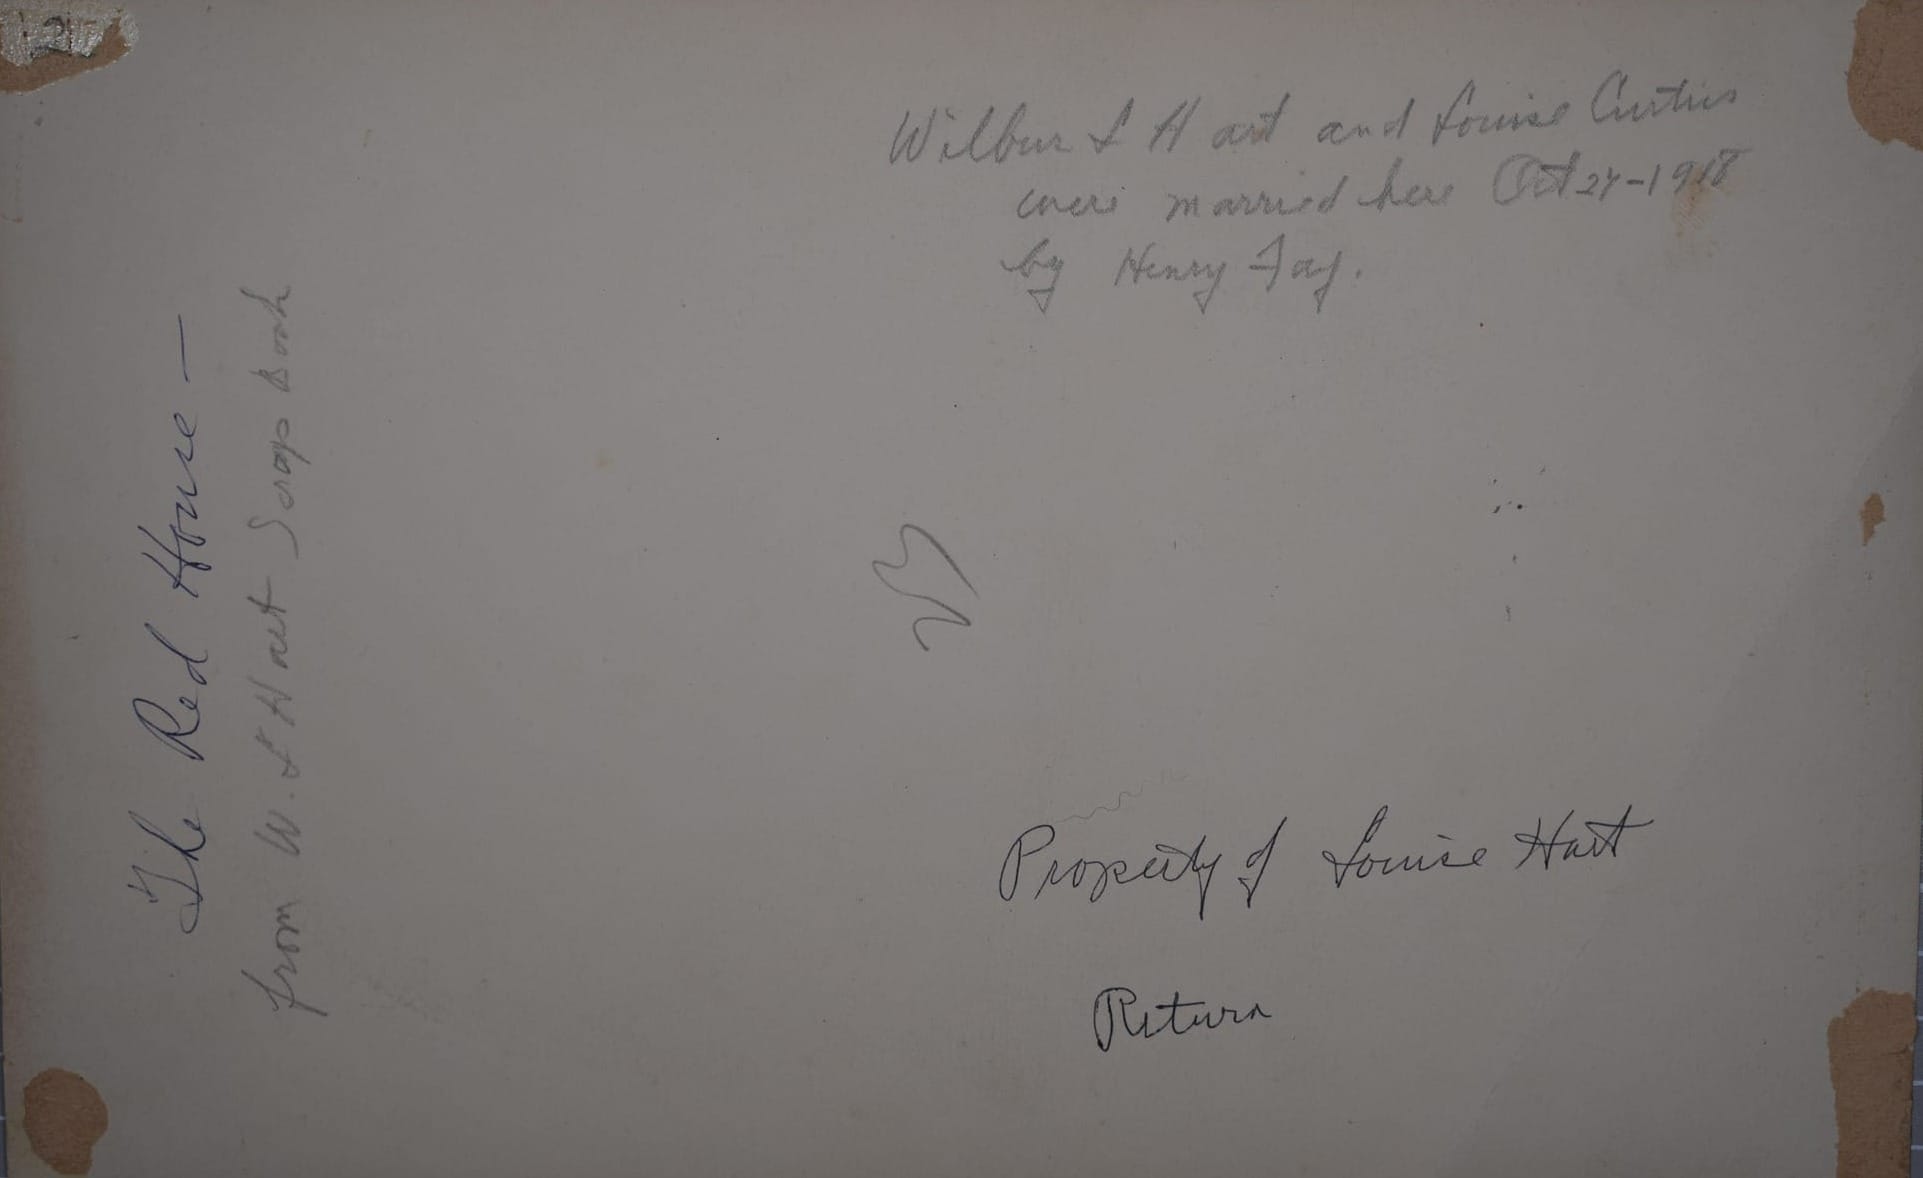 Wilbur L Hart and Louise Curtiss
were married here Oct 27-1918
by Henry Fay.
The Red House —
from W. L Hart Scrap Book
Property of Louise Hart
Return